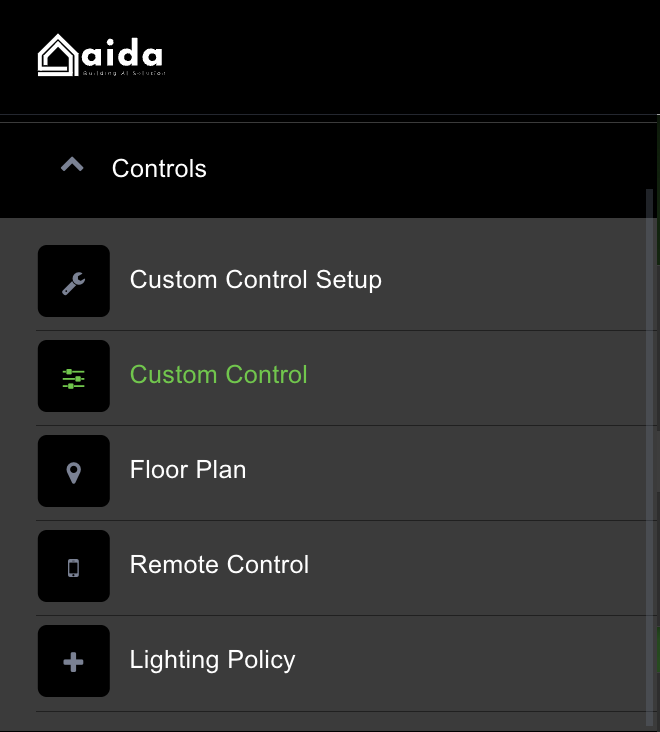 aida
Building AI Solution
Controls
Custom Control Setup
Custom Control
Floor Plan
Remote Control
Lighting Policy